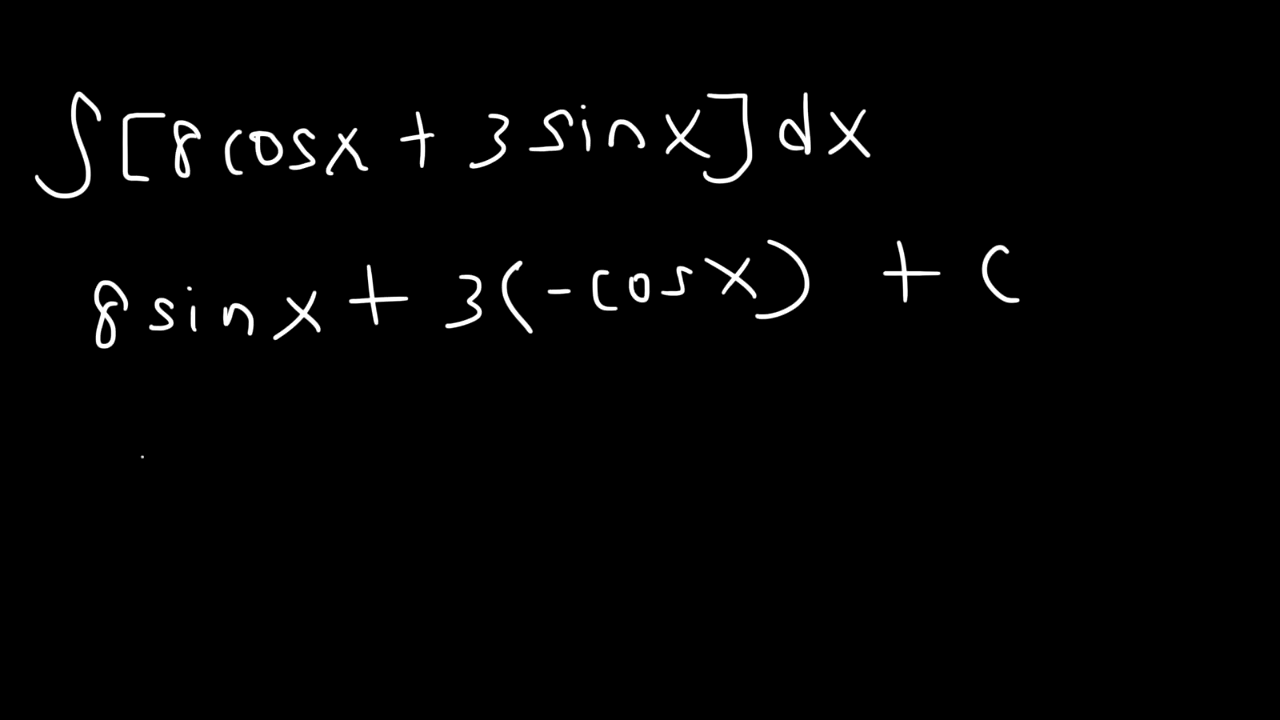 ∫[8cosx + 3sinx]dx
8sinx + 3(-cosx) + C